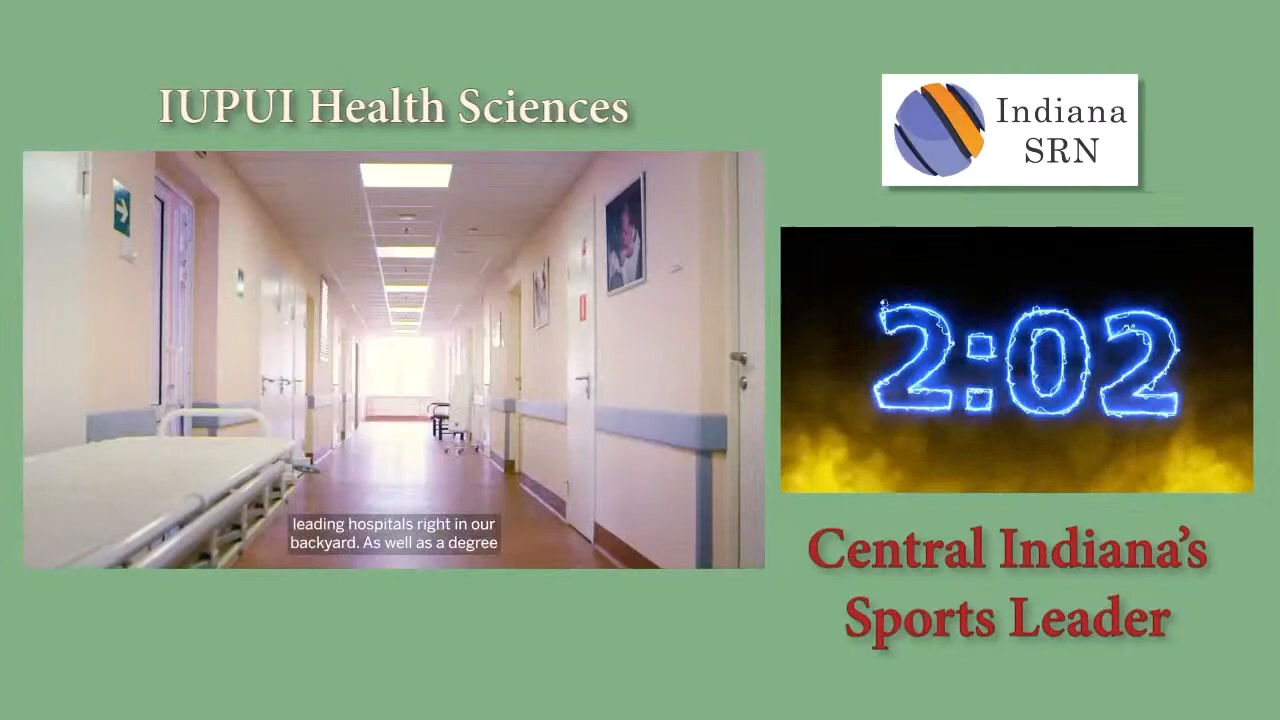 IUPUI Health Sciences
leading hospitals right in our
backyard. As well as a degree
Indiana
SRN
2:02
Central Indiana’s
Sports Leader